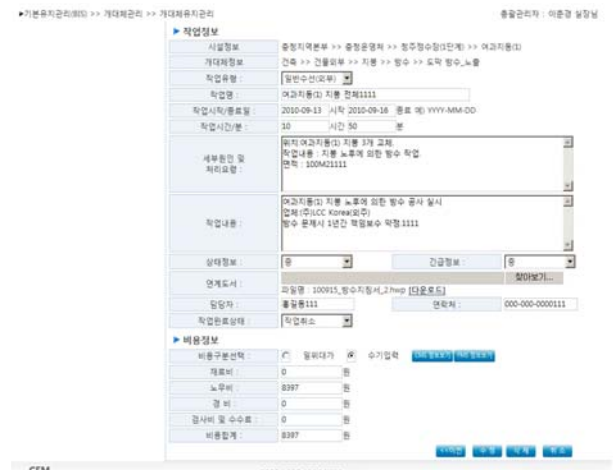 ▶기본유지관리(BIS) >> 개대체관리 >> 개대체유지관리
총괄관리자 : 이춘경 실장님
▶ 작업정보
시설정보 충청지역본부 >> 충청운영처 >> 청주정수장(1단계) >> 여과지동(1)
개대체정보 건축 >> 건물외부 >> 지붕 >> 방수 >> 도막 방수_노출
작업유형 : 일반수선(외부)
작업명 : 여과지동(1) 지붕 전체1111
작업시작/종료일 : 2010-09-13 시작 2010-09-16 종료 예) YYYY-MM-DD
작업시간/분 : 10 시간 50 분
세부원인 및 처리요령 :
위치:여과지동(1) 지붕 3개 교체.
작업내용 : 지붕 노후에 의한 방수 작업.
면적 : 100M21111
작업내용 :
여과지동(1) 지붕 노후에 의한 방수 공사 실시
업체:(주)LCC Korea(외주)
방수 문제시 1년간 책임보수 약정.1111
상태정보 : 중 긴급정보 : 중
연계도서 : 찾아보기...
파일명 : 100915_방수지침서_2.hwp [다운로드]
담당자 : 홍길동111 연락처 : 000-000-0000111
작업완료상태 : 작업취소
▶ 비용정보
비용구분선택 : 일위대가 수기입력
재료비 : 0 원
노무비 : 8397 원
경 비 : 0 원
검사비 및 수수료 : 0 원
비용합계 : 8397 원
<<이전 수 정 삭 제 취 소